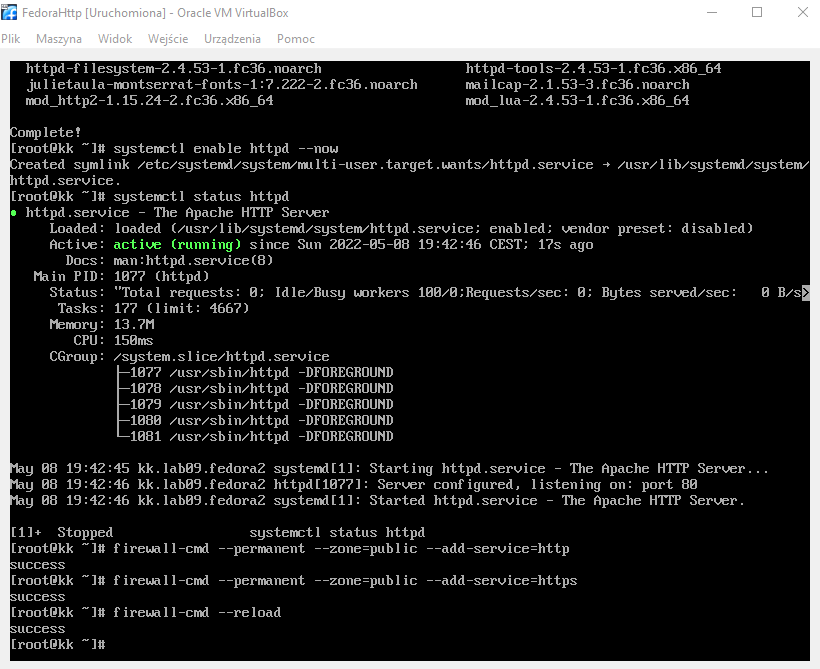 FedoraHttp [Uruchomiona] - Oracle VM VirtualBox
Plik Maszyna Widok Wejście Urządzenia Pomoc
httpd-filesystem-2.4.53-1.fc36.noarch httpd-tools-2.4.53-1.fc36.x86_64
julietaula-montserrat-fonts-1:7.222-2.fc36.noarch mailcap-2.1.53-3.fc36.noarch
mod_http2-1.15.24-2.fc36.x86_64 mod_lua-2.4.53-1.fc36.x86_64
Complete!
[root@kk ~]# systemctl enable httpd --now
Created symlink /etc/systemd/system/multi-user.target.wants/httpd.service → /usr/lib/systemd/system/
httpd.service.
[root@kk ~]# systemctl status httpd
● httpd.service - The Apache HTTP Server
Loaded: loaded (/usr/lib/systemd/system/httpd.service; enabled; vendor preset: disabled)
Active: active (running) since Sun 2022-05-08 19:42:46 CEST; 17s ago
Docs: man:httpd.service(8)
Main PID: 1077 (httpd)
Status: "Total requests: 0; Idle/Busy workers 100/0;Requests/sec: 0; Bytes served/sec:   0 B/s>
Tasks: 177 (limit: 4667)
Memory: 13.7M
CPU: 150ms
CGroup: /system.slice/httpd.service
├─1077 /usr/sbin/httpd -DFOREGROUND
├─1078 /usr/sbin/httpd -DFOREGROUND
├─1079 /usr/sbin/httpd -DFOREGROUND
├─1080 /usr/sbin/httpd -DFOREGROUND
└─1081 /usr/sbin/httpd -DFOREGROUND
May 08 19:42:45 kk.lab09.fedora2 systemd[1]: Starting httpd.service - The Apache HTTP Server...
May 08 19:42:46 kk.lab09.fedora2 httpd[1077]: Server configured, listening on: port 80
May 08 19:42:46 kk.lab09.fedora2 systemd[1]: Started httpd.service - The Apache HTTP Server.
[1]+  Stopped                 systemctl status httpd
[root@kk ~]# firewall-cmd --permanent --zone=public --add-service=http
success
[root@kk ~]# firewall-cmd --permanent --zone=public --add-service=https
success
[root@kk ~]# firewall-cmd --reload
success
[root@kk ~]#